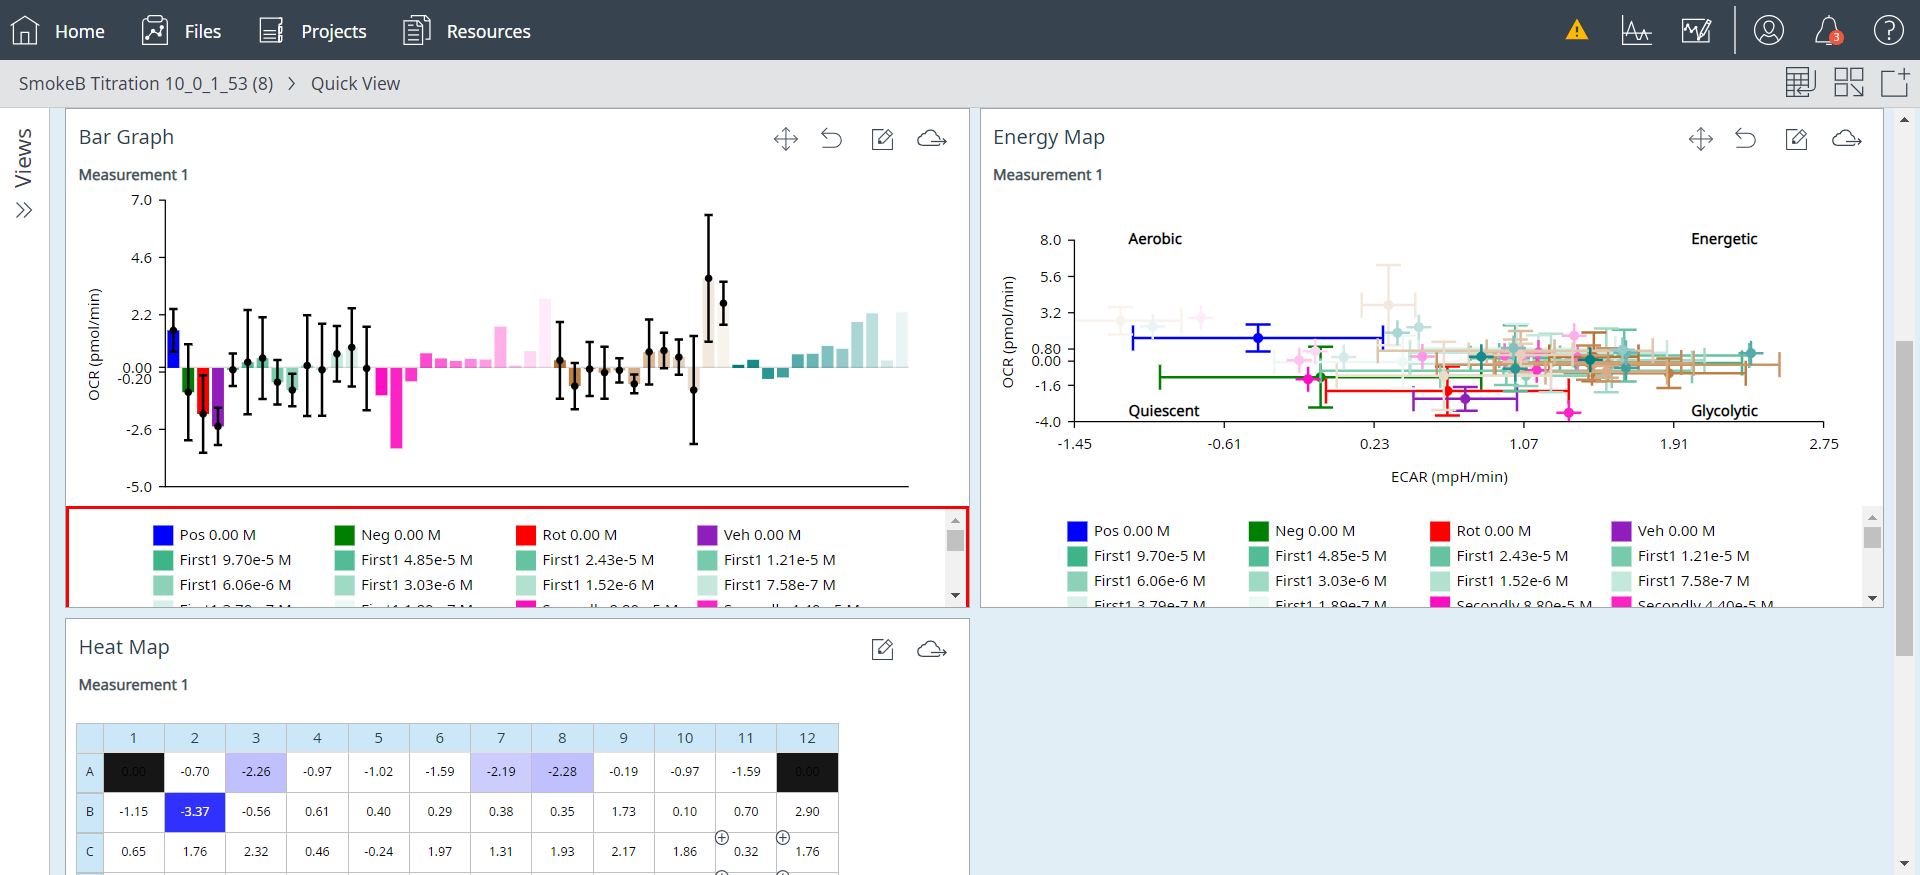 Home Files Projects Resources 3
SmokeB Titration 10_0_1_53 (8) > Quick View
Views
Bar Graph
Measurement 1
OCR (pmol/min)
7.0
4.6
2.2
0.00
-0.20
-2.6
-5.0
Pos 0.00 M Neg 0.00 M Rot 0.00 M Veh 0.00 M
First1 9.70e-5 M First1 4.85e-5 M First1 2.43e-5 M First1 1.21e-5 M
First1 6.06e-6 M First1 3.03e-6 M First1 1.52e-6 M First1 7.58e-7 M
Energy Map
Measurement 1
OCR (pmol/min)
8.0
5.6
3.2
0.80
0.00
-1.6
-4.0
Aerobic Energetic
Quiescent Glycolytic
-1.45 -0.61 0.23 1.07 1.91 2.75
ECAR (mpH/min)
Pos 0.00 M Neg 0.00 M Rot 0.00 M Veh 0.00 M
First1 9.70e-5 M First1 4.85e-5 M First1 2.43e-5 M First1 1.21e-5 M
First1 6.06e-6 M First1 3.03e-6 M First1 1.52e-6 M First1 7.58e-7 M
First1 3.79e-7 M First1 1.89e-7 M Secondly 8.80e-5 M Secondly 4.40e-5 M
Heat Map
Measurement 1
1 2 3 4 5 6 7 8 9 10 11 12
A 0.00 -0.70 -2.26 -0.97 -1.02 -1.59 -2.19 -2.28 -0.19 -0.97 -1.59 0.00
B -1.15 -3.37 -0.56 0.61 0.40 0.29 0.38 0.35 1.73 0.10 0.70 2.90
C 0.65 1.76 2.32 0.46 -0.24 1.97 1.31 1.93 2.17 1.86 0.32 1.76